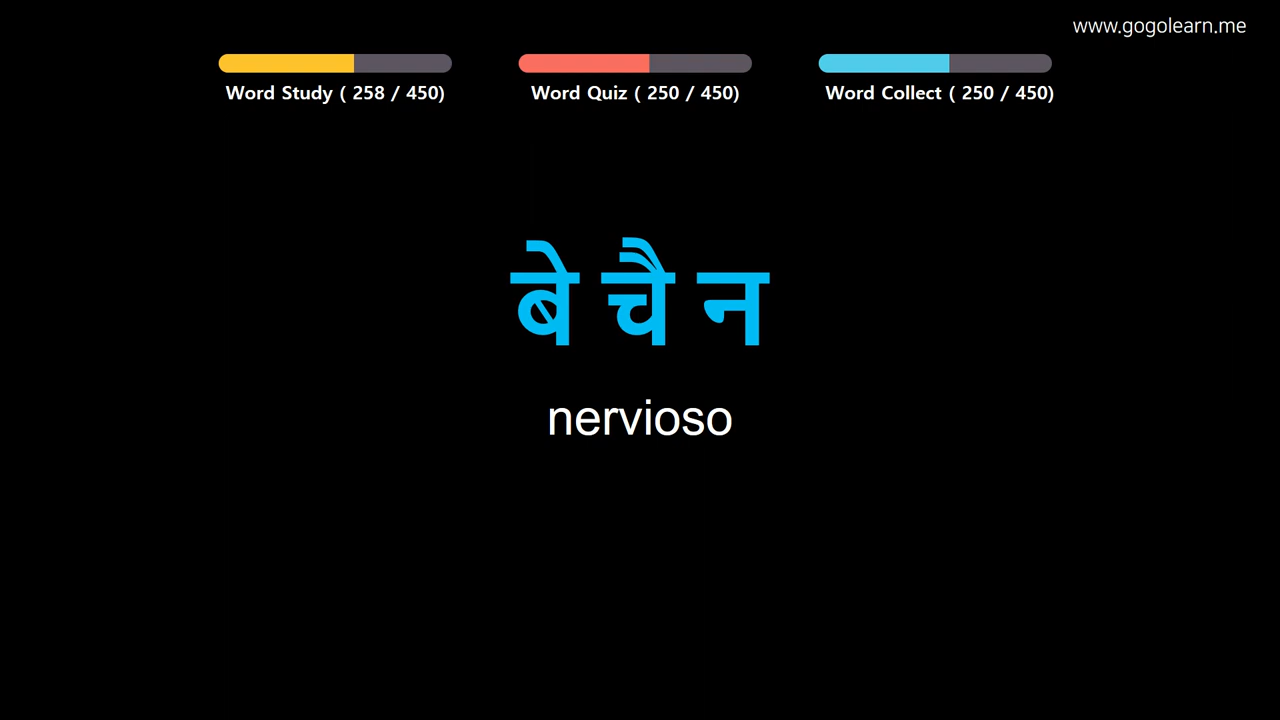 www.gogolearn.me
Word Study ( 258 / 450)
Word Quiz ( 250 / 450)
Word Collect ( 250 / 450)
बे चै न
nervioso